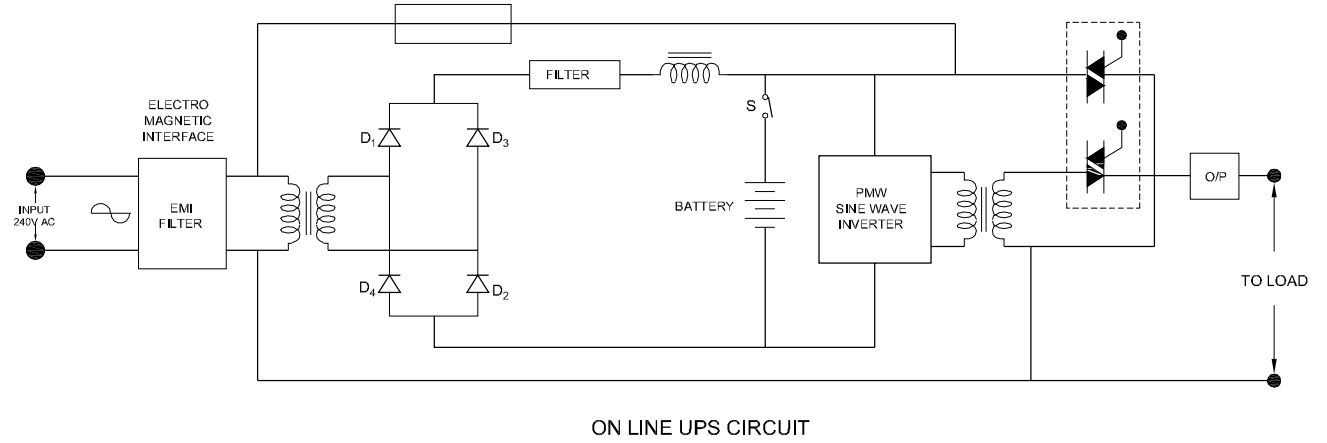 ELECTRO
MAGNETIC
INTERFACE
INPUT
240V AC
EMI
FILTER
D1
D3
D4
D2
FILTER
S
BATTERY
PMW
SINE WAVE
INVERTER
O/P
TO LOAD
ON LINE UPS CIRCUIT